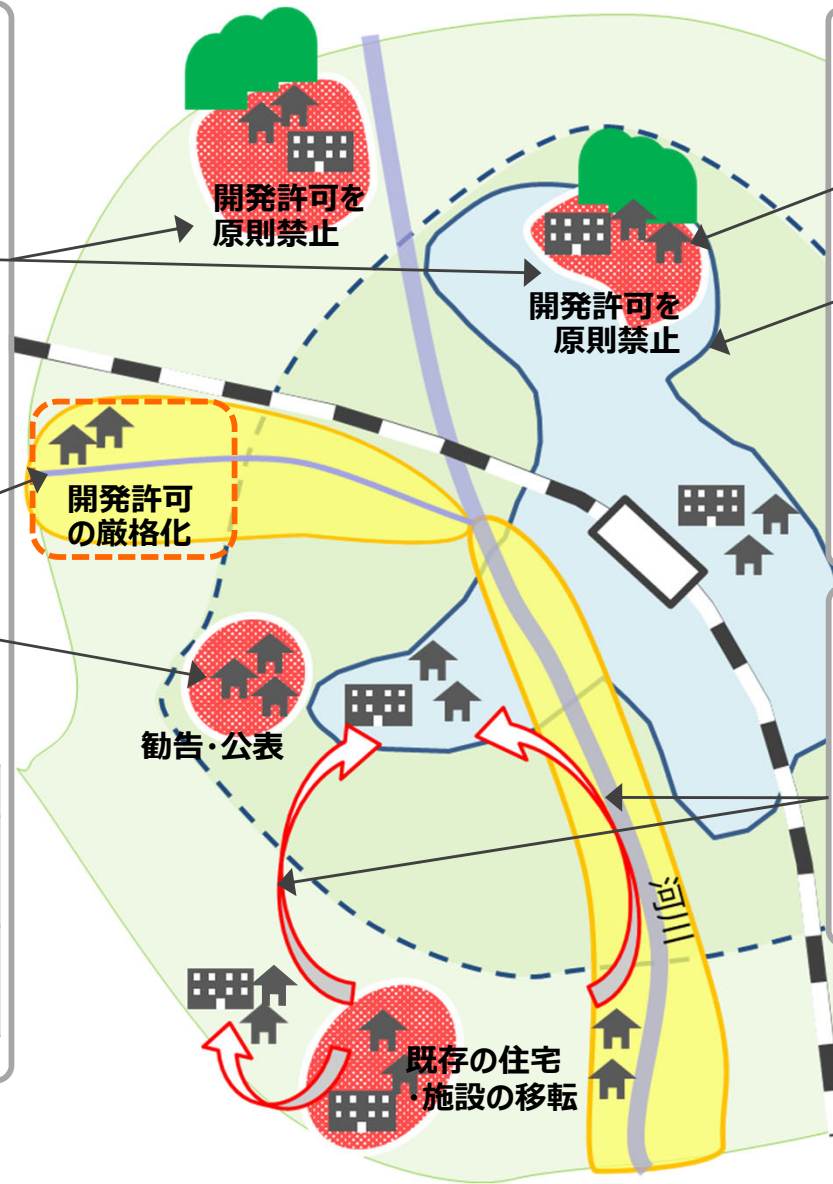 開発許可を
原則禁止
開発許可を
原則禁止
開発許可
の厳格化
勧告・公表
河川
既存の住宅
・施設の移転